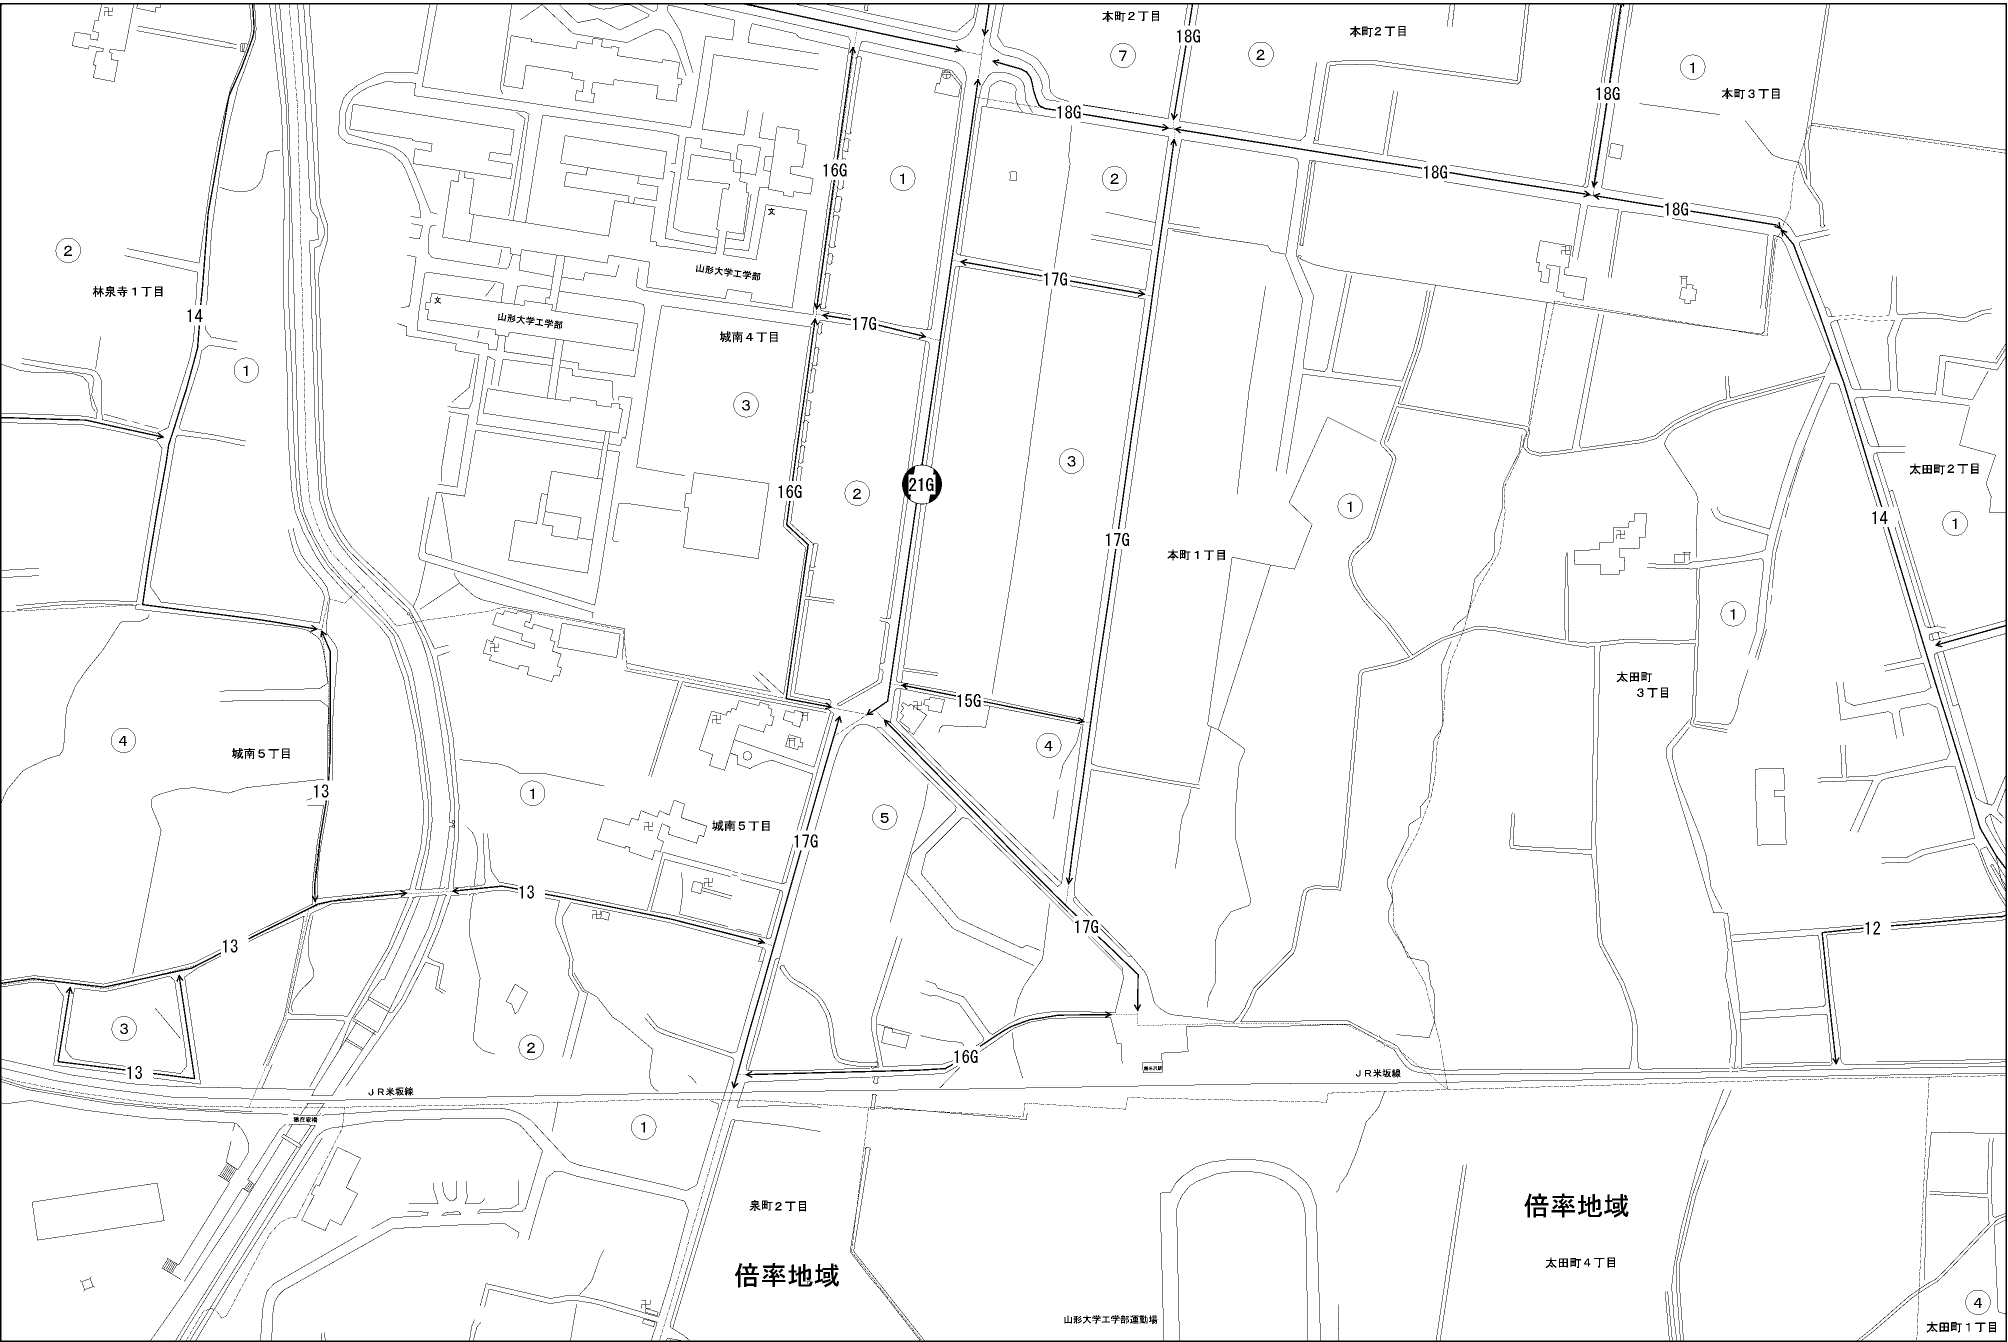 本町２丁目
18G
⑦
②
本町２丁目
①
本町３丁目
18G
18G
16G
①
②
18G
18G
文
②
林泉寺１丁目
14
山形大学工学部
17G
文
山形大学工学部
17G
城南４丁目
①
③
③
太田町２丁目
21G
16G
②
①
14
①
17G
本町１丁目
①
太田町
３丁目
15G
④
城南５丁目
④
13
①
⑤
城南５丁目
17G
13
17G
12
13
③
②
16G
13
ＪＲ米坂線
ＪＲ米坂線
①
泉町２丁目
倍率地域
倍率地域
太田町４丁目
④
山形大学工学部運動場
太田町１丁目